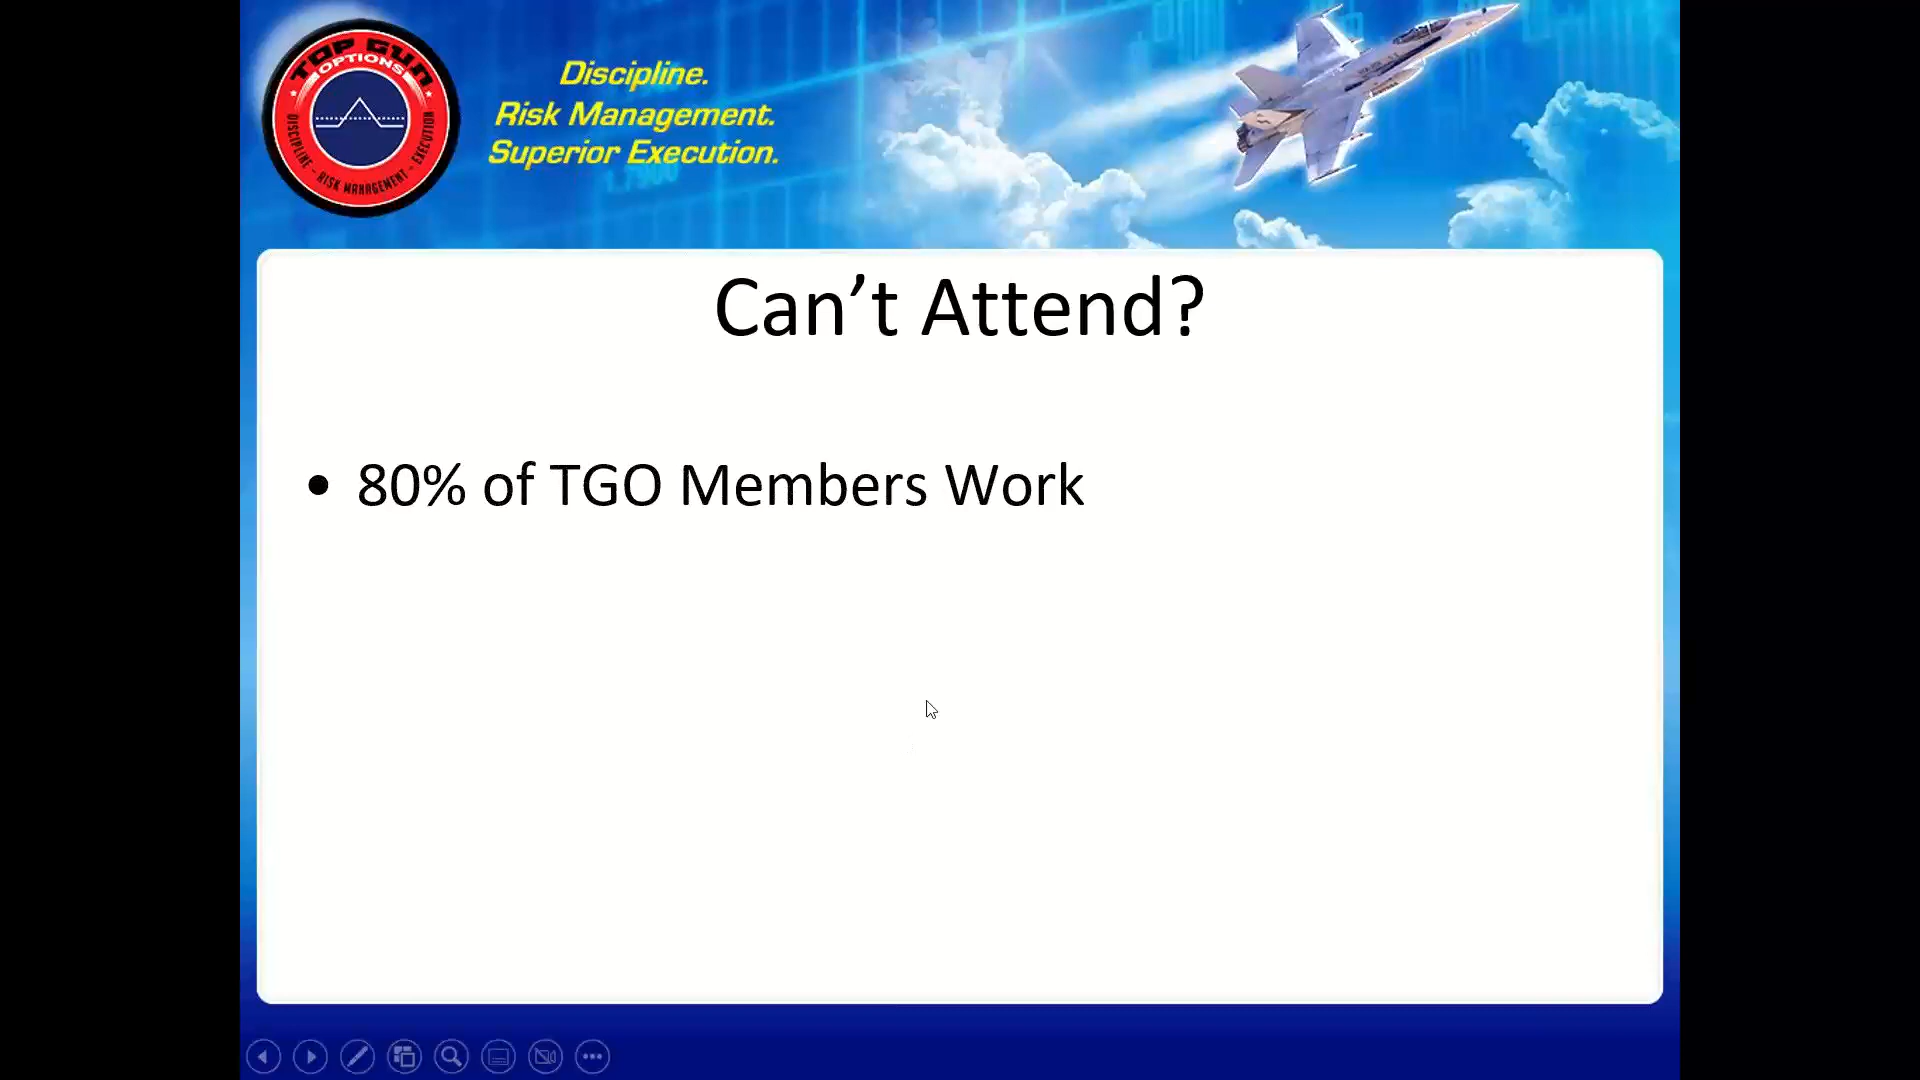 TOP GUN
OPTIONS
DISCIPLINE - RISK MANAGEMENT - EXECUTION
Discipline.
Risk Management.
Superior Execution.
Can’t Attend?
• 80% of TGO Members Work